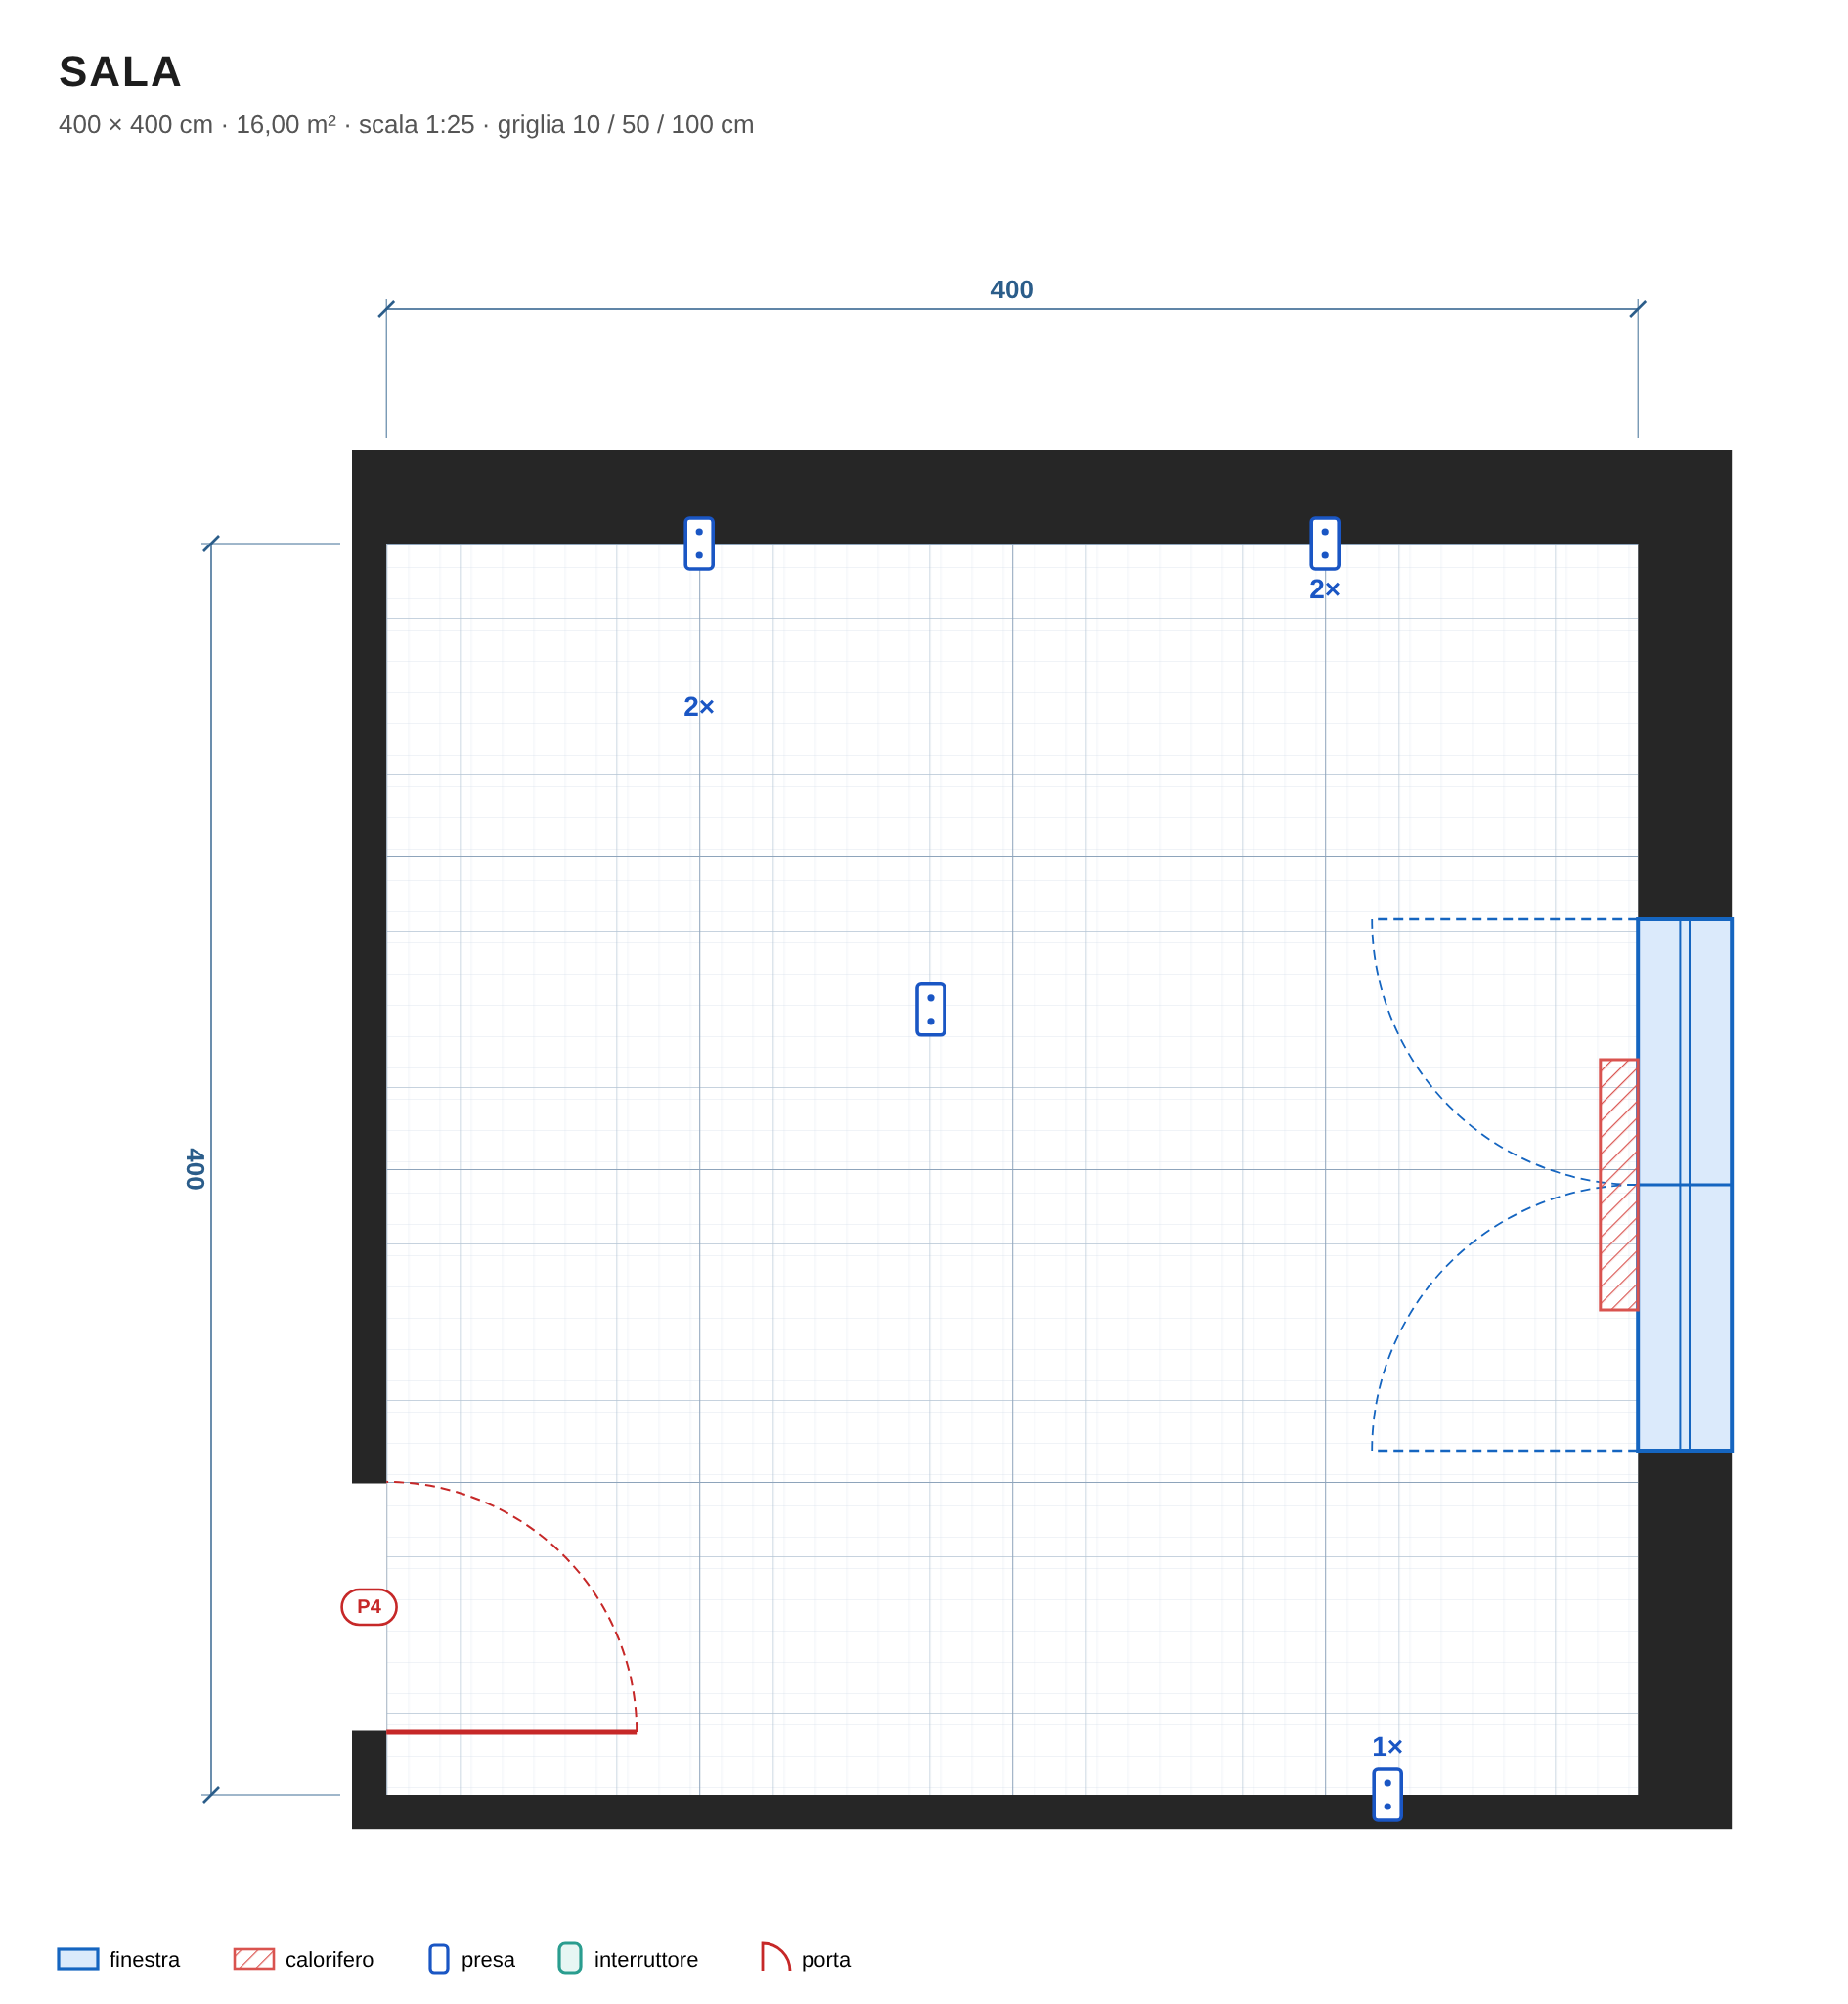 SALA
400 × 400 cm · 16,00 m² · scala 1:25 · griglia 10 / 50 / 100 cm
400
2×
2×
400
P4
1×
finestra
calorifero
presa
interruttore
porta